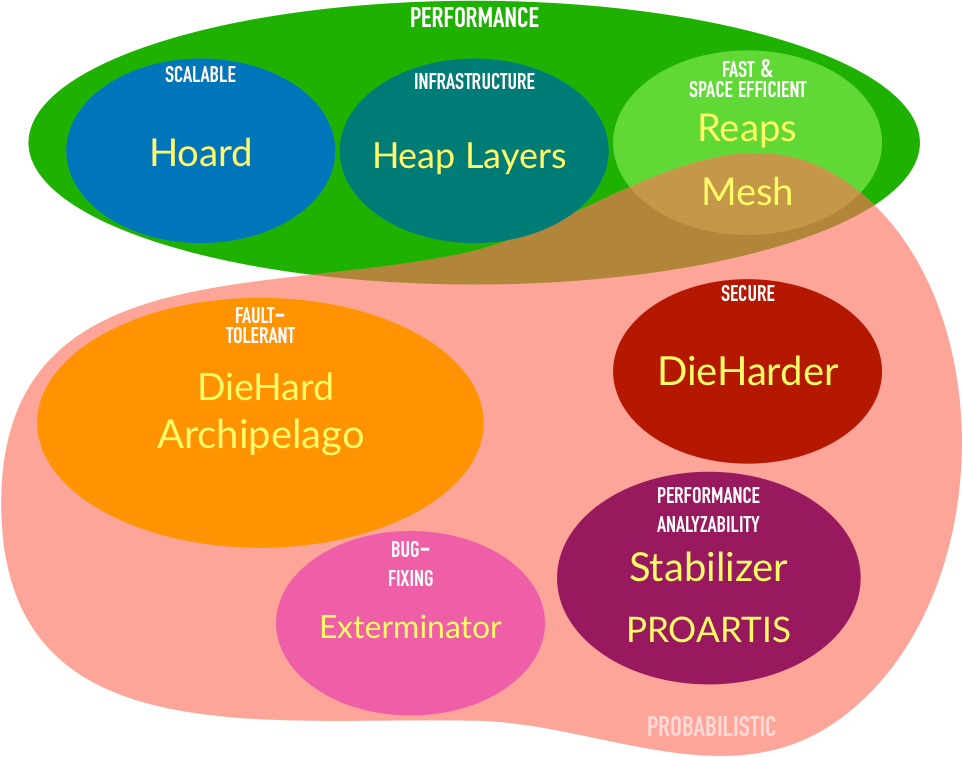 PERFORMANCE
SCALABLE
Hoard
INFRASTRUCTURE
Heap Layers
FAST &
SPACE EFFICIENT
Reaps
Mesh
FAULT-
TOLERANT
DieHard
Archipelago
SECURE
DieHarder
BUG-
FIXING
Exterminator
PERFORMANCE
ANALYZABILITY
Stabilizer
PROARTIS
PROBABILISTIC